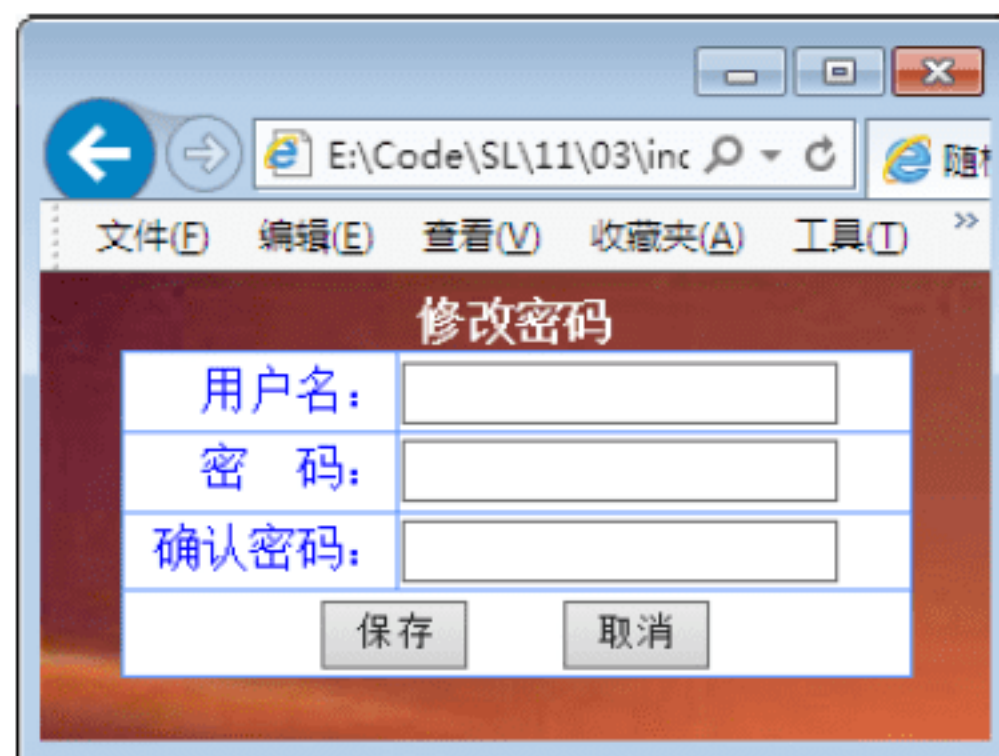 E:\Code\SL\11\03\inc
随
文件(F) 编辑(E) 查看(V) 收藏夹(A) 工具(T) »
修改密码
用户名：
密 码：
确认密码：
保存 取消